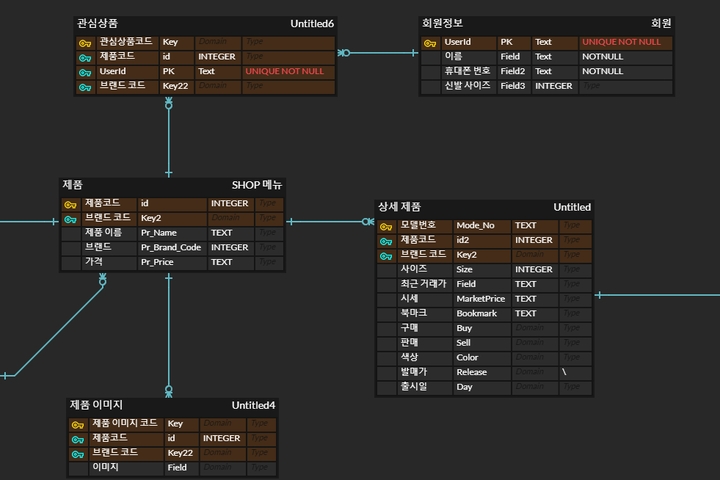 관심상품 Untitled6
관심상품코드 Key Domain Type
제품코드 id INTEGER Type
UserId PK Text UNIQUE NOT NULL
브랜드 코드 Key22 Domain Type
회원정보 회원
UserId PK Text UNIQUE NOT NULL
이름 Field Text NOTNULL
휴대폰 번호 Field2 Text NOTNULL
신발 사이즈 Field3 INTEGER Type
제품 SHOP 메뉴
제품코드 id INTEGER Type
브랜드 코드 Key2 Domain Type
제품 이름 Pr_Name TEXT Type
브랜드 Pr_Brand_Code INTEGER Type
가격 Pr_Price TEXT Type
상세 제품 Untitled
모델번호 Mode_No TEXT Type
제품코드 id2 INTEGER Type
브랜드 코드 Key2 Domain Type
사이즈 Size INTEGER Type
최근 거래가 Field TEXT Type
시세 MarketPrice TEXT Type
북마크 Bookmark TEXT Type
구매 Buy Domain Type
판매 Sell Domain Type
색상 Color Domain Type
발매가 Release Domain \
출시일 Day Domain Type
제품 이미지 Untitled4
제품 이미지 코드 Key Domain Type
제품코드 id INTEGER Type
브랜드 코드 Key22 Domain Type
이미지 Field Domain Type